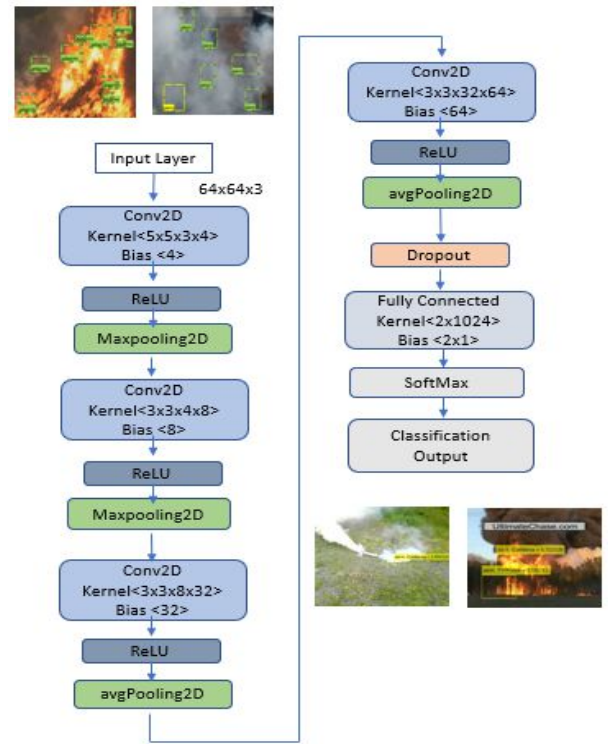 Input Layer
64x64x3
Conv2D
Kernel<5x5x3x4>
Bias <4>
ReLU
Maxpooling2D
Conv2D
Kernel<3x3x4x8>
Bias <8>
ReLU
Maxpooling2D
Conv2D
Kernel<3x3x8x32>
Bias <32>
ReLU
avgPooling2D
Conv2D
Kernel<3x3x32x64>
Bias <64>
ReLU
avgPooling2D
Dropout
Fully Connected
Kernel<2x1024>
Bias <2x1>
SoftMax
Classification
Output
UltimateChase.com